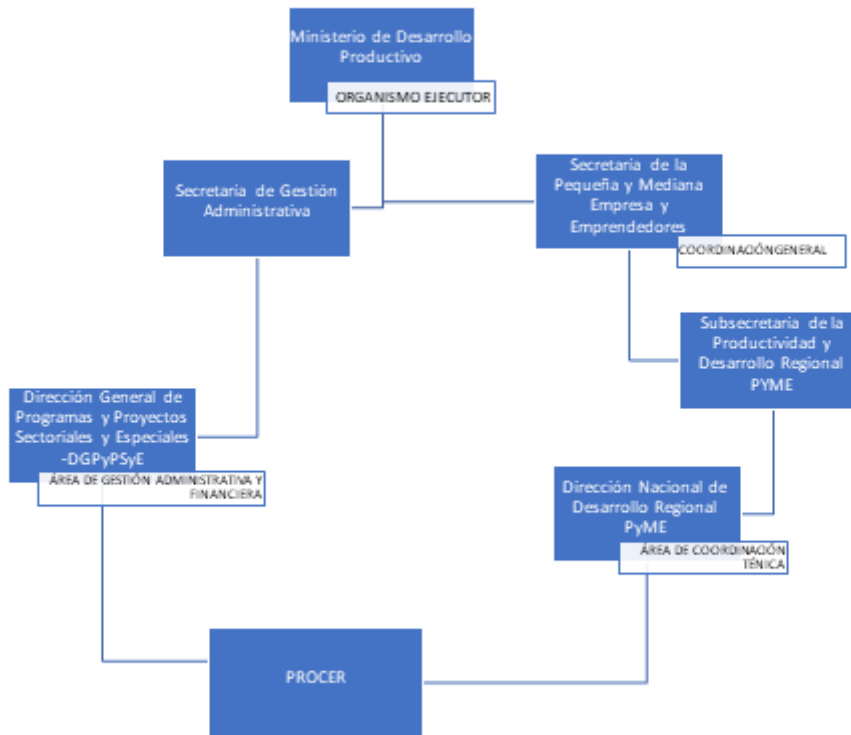 Ministerio de Desarrollo
Productivo
ORGANISMO EJECUTOR
Secretaria de Gestión
Administrativa
Secretaria de la
Pequeña y Mediana
Empresa y
Emprendedores
COORDINACIÓNGENERAL
Subsecretaria de la
Productividad y
Desarrollo Regional
PYME
Dirección General de
Programas y Proyectos
Sectoriales y Especiales
-DGPyPSyE
ÁREA DE GESTIÓN ADMINISTRATIVA Y
FINANCIERA
Dirección Nacional de
Desarrollo Regional
PyME
ÁREA DE COORDINACIÓN
TÉNICA
PROCER